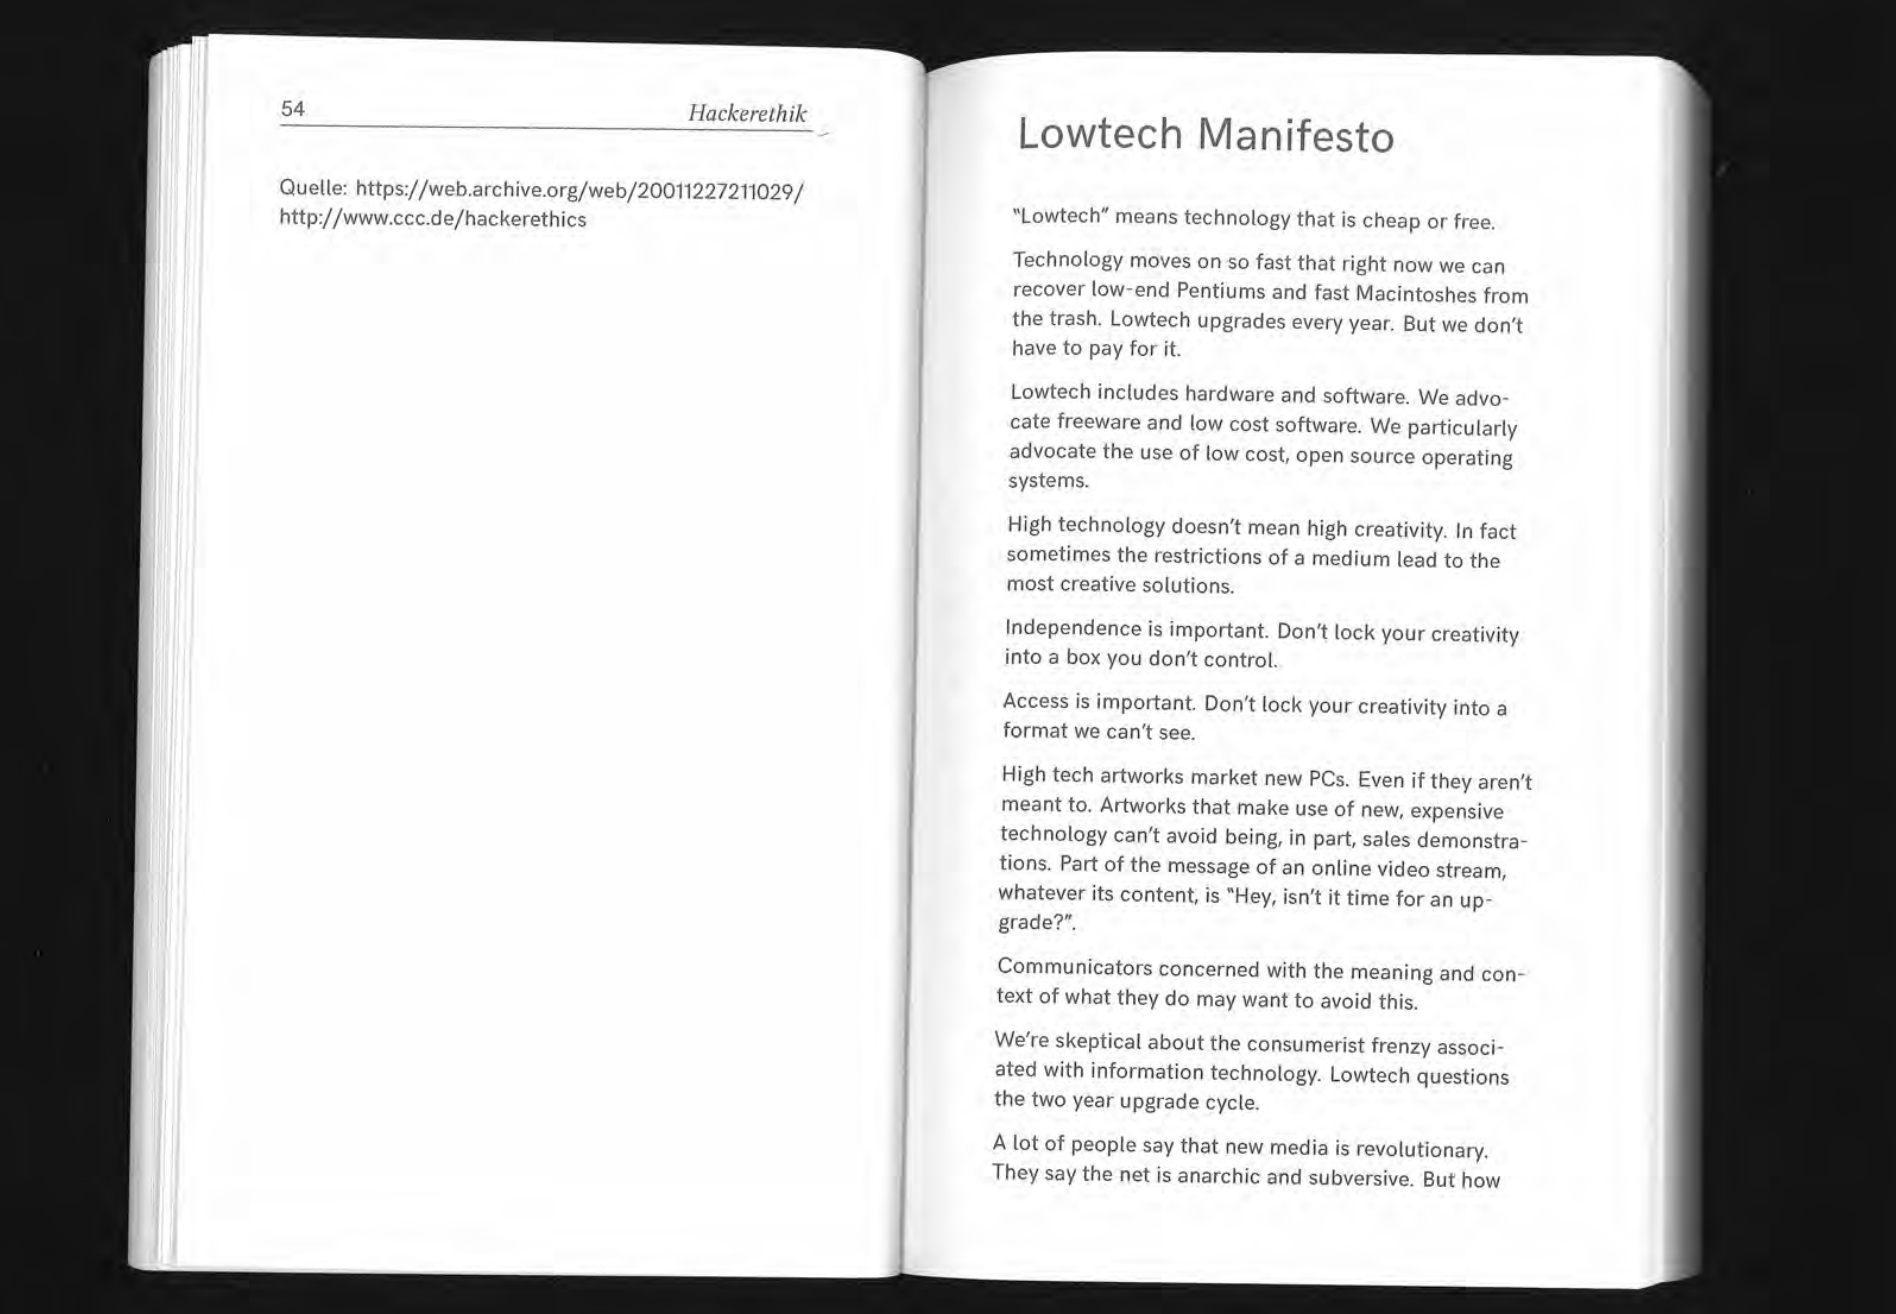 54
Hackerethik
Quelle: https://web.archive.org/web/20011227211029/
http://www.ccc.de/hackerethics
Lowtech Manifesto
"Lowtech" means technology that is cheap or free.
Technology moves on so fast that right now we can
recover low-end Pentiums and fast Macintoshes from
the trash. Lowtech upgrades every year. But we don't
have to pay for it.
Lowtech includes hardware and software. We advo-
cate freeware and low cost software. We particularly
advocate the use of low cost, open source operating
systems.
High technology doesn't mean high creativity. In fact
sometimes the restrictions of a medium lead to the
most creative solutions.
Independence is important. Don't lock your creativity
into a box you don't control.
Access is important. Don't lock your creativity into a
format we can't see.
High tech artworks market new PCs. Even if they aren't
meant to. Artworks that make use of new, expensive
technology can't avoid being, in part, sales demonstra-
tions. Part of the message of an online video stream,
whatever its content, is "Hey, isn't it time for an up-
grade?".
Communicators concerned with the meaning and con-
text of what they do may want to avoid this.
We're skeptical about the consumerist frenzy associ-
ated with information technology. Lowtech questions
the two year upgrade cycle.
A lot of people say that new media is revolutionary.
They say the net is anarchic and subversive. But how